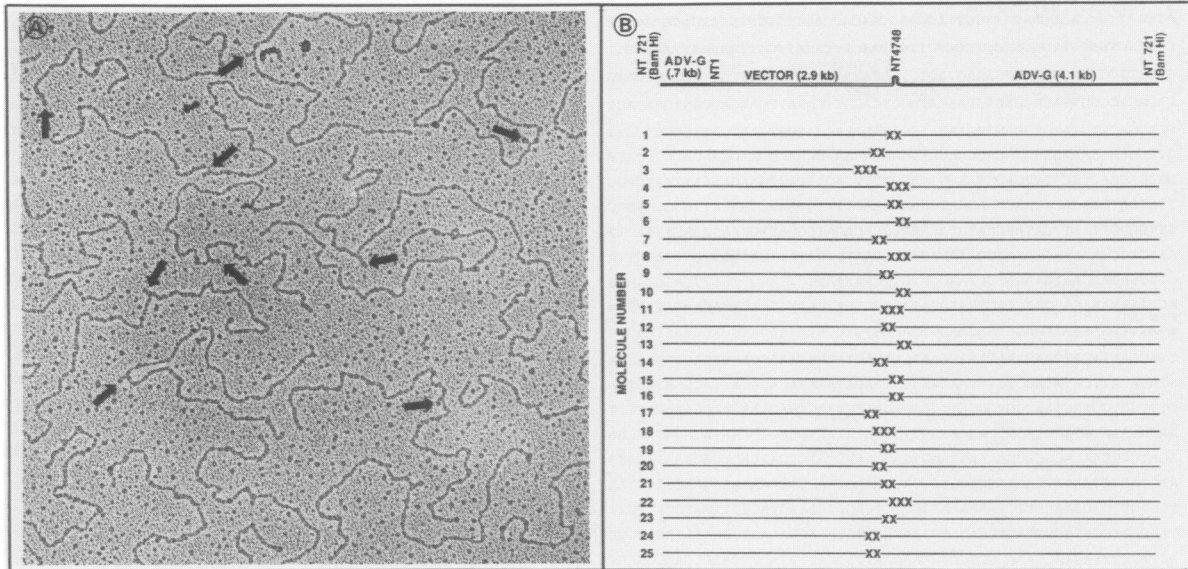 A
B
NT 721
(Bam HI)
ADV-G
(.7 kb)
NT1
VECTOR (2.9 kb)
NT4748
ADV-G (4.1 kb)
NT 721
(Bam HI)
MOLECULE NUMBER
1 XX
2 XX
3 XXX
4 XXX
5 XX
6 XX
7 XX
8 XXX
9 XX
10 XX
11 XXX
12 XX
13 XX
14 XX
15 XX
16 XX
17 XX
18 XXX
19 XX
20 XX
21 XX
22 XXX
23 XX
24 XX
25 XX